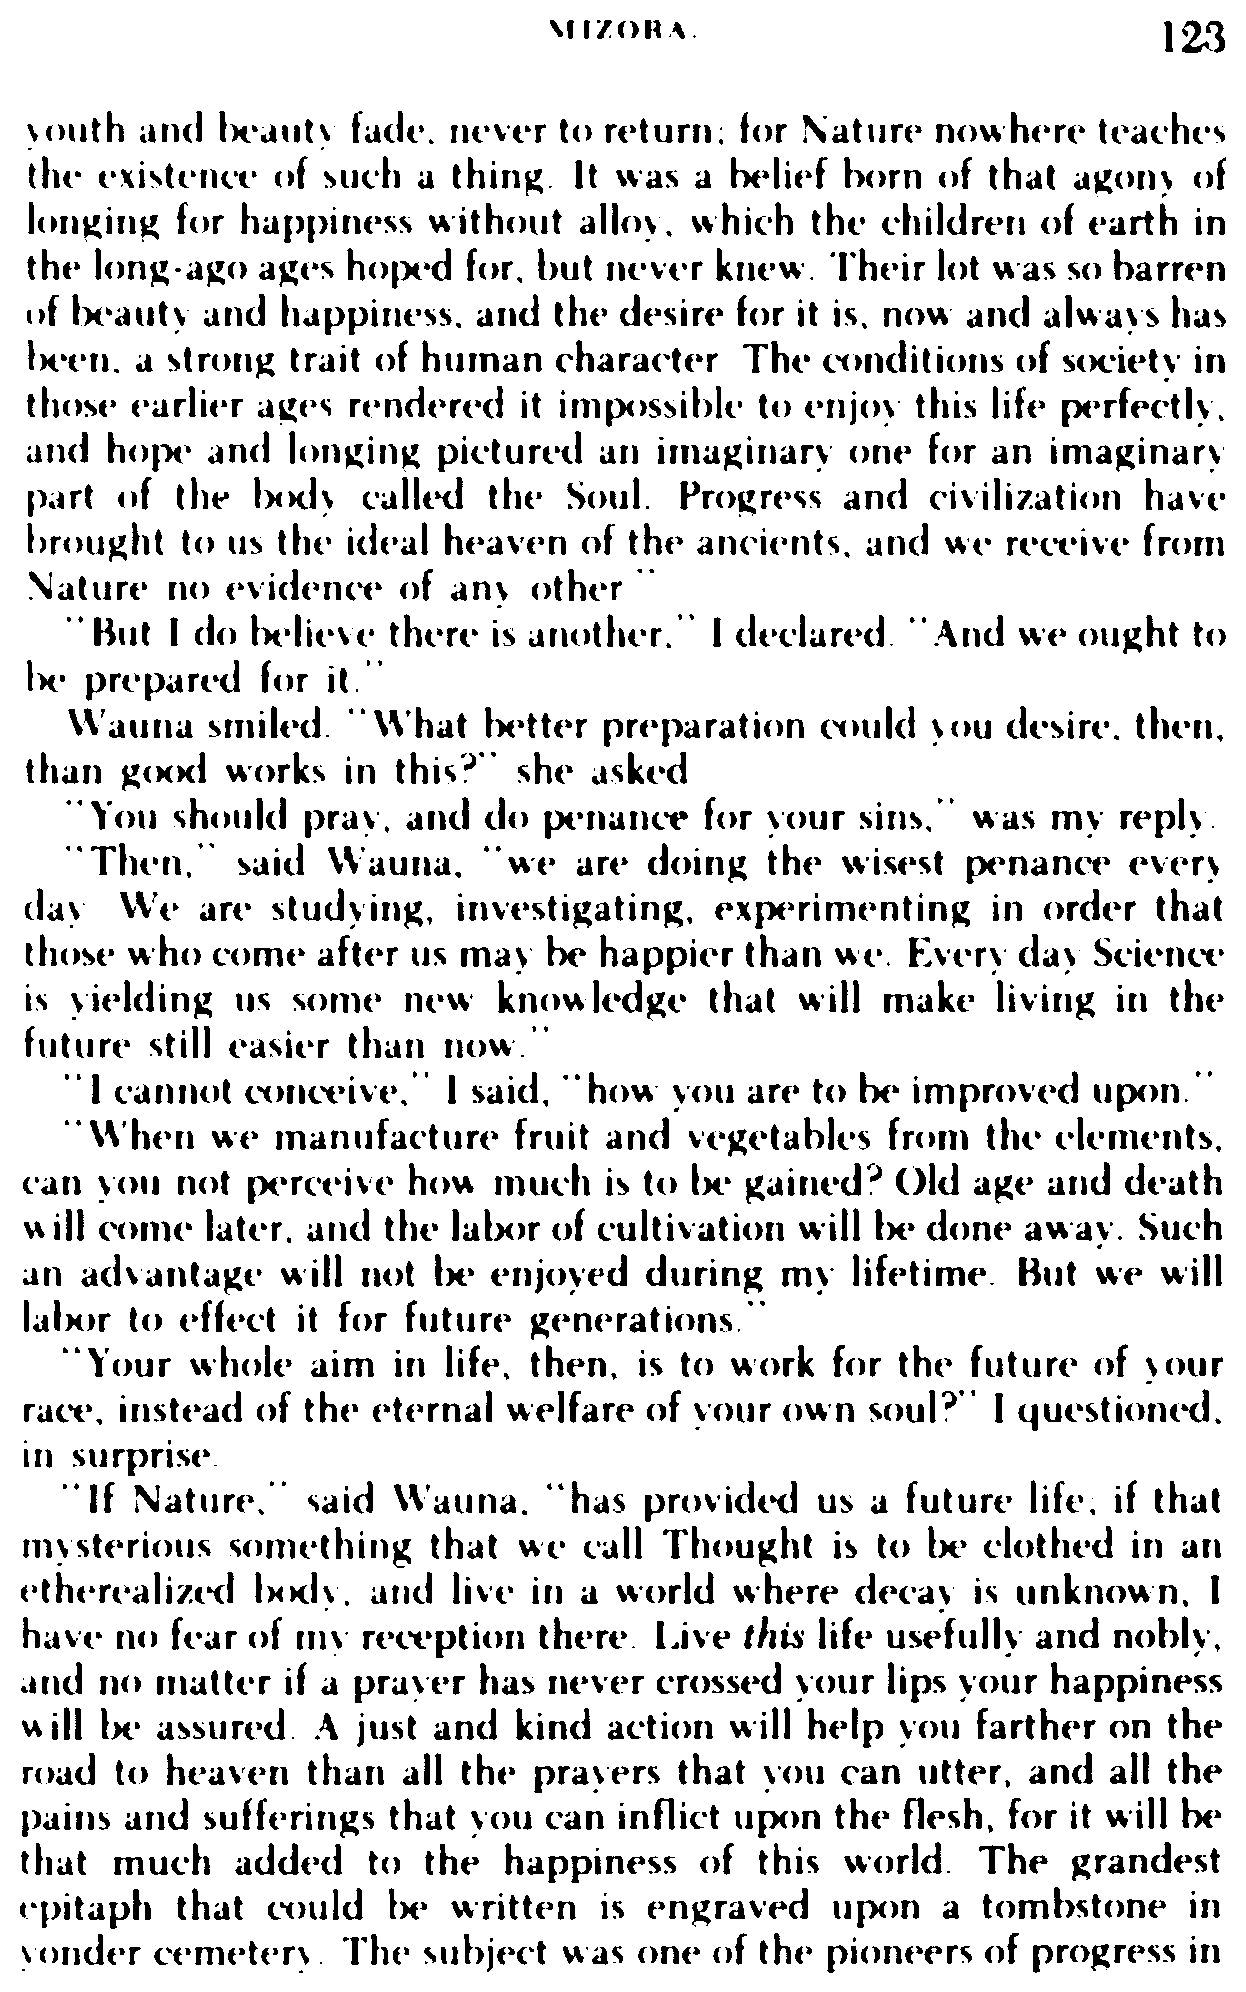 MIZORA.
123
youth and beauty fade, never to return; for Nature nowhere teaches
the existence of such a thing. It was a belief born of that agony of
longing for happiness without alloy, which the children of earth in
the long-ago ages hoped for, but never knew. Their lot was so barren
of beauty and happiness, and the desire for it is, now and always has
been, a strong trait of human character The conditions of society in
those earlier ages rendered it impossible to enjoy this life perfectly,
and hope and longing pictured an imaginary one for an imaginary
part of the body called the Soul. Progress and civilization have
brought to us the ideal heaven of the ancients, and we receive from
Nature no evidence of any other"
"But I do believe there is another," I declared. "And we ought to
be prepared for it."
Wauna smiled. "What better preparation could you desire, then,
than good works in this?" she asked
"You should pray, and do penance for your sins," was my reply.
"Then," said Wauna, "we are doing the wisest penance every
day We are studying, investigating, experimenting in order that
those who come after us may be happier than we. Every day Science
is yielding us some new knowledge that will make living in the
future still easier than now."
"I cannot conceive," I said, "how you are to be improved upon."
"When we manufacture fruit and vegetables from the elements,
can you not perceive how much is to be gained? Old age and death
will come later, and the labor of cultivation will be done away. Such
an advantage will not be enjoyed during my lifetime. But we will
labor to effect it for future generations."
"Your whole aim in life, then, is to work for the future of your
race, instead of the eternal welfare of your own soul?" I questioned,
in surprise.
"If Nature," said Wauna, "has provided us a future life, if that
mysterious something that we call Thought is to be clothed in an
etherealized body, and live in a world where decay is unknown, I
have no fear of my reception there. Live this life usefully and nobly,
and no matter if a prayer has never crossed your lips your happiness
will be assured. A just and kind action will help you farther on the
road to heaven than all the prayers that you can utter, and all the
pains and sufferings that you can inflict upon the flesh, for it will be
that much added to the happiness of this world. The grandest
epitaph that could be written is engraved upon a tombstone in
yonder cemetery. The subject was one of the pioneers of progress in